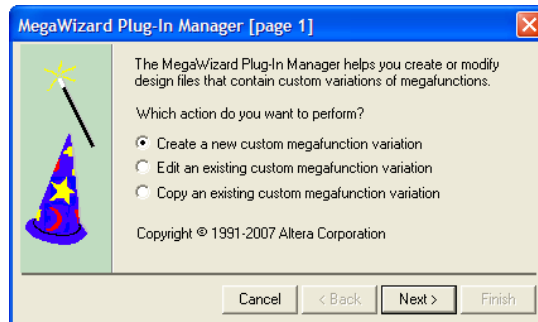 MegaWizard Plug-In Manager [page 1]
The MegaWizard Plug-In Manager helps you create or modify
design files that contain custom variations of megafunctions.
Which action do you want to perform?
Create a new custom megafunction variation
Edit an existing custom megafunction variation
Copy an existing custom megafunction variation
Copyright © 1991-2007 Altera Corporation
Cancel < Back Next > Finish